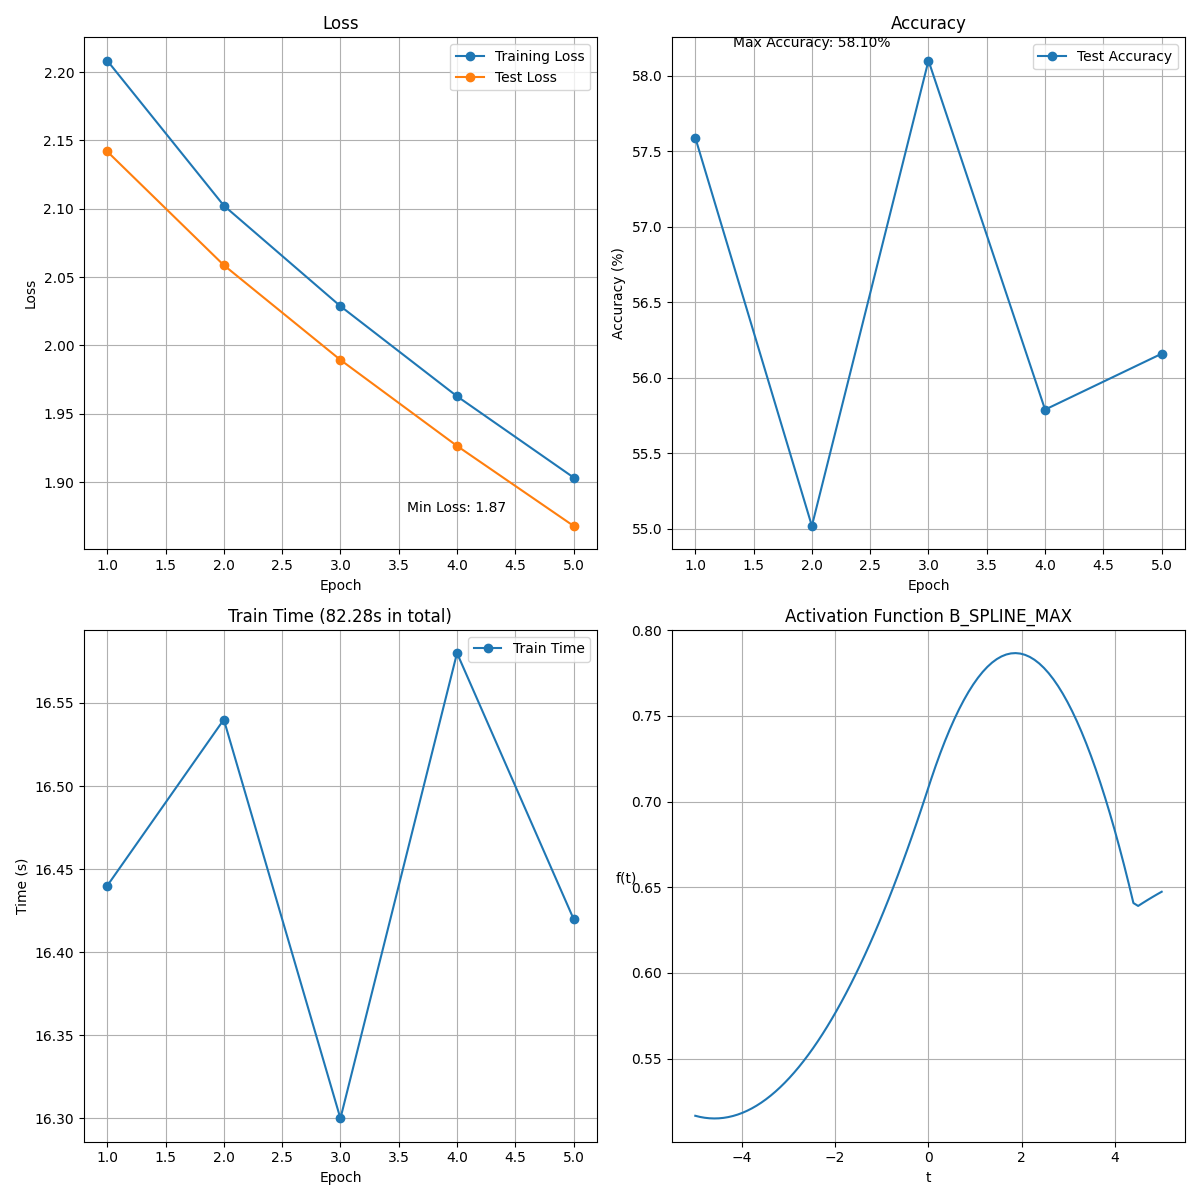 Loss
Training Loss
Test Loss
2.20
2.15
2.10
2.05
2.00
1.95
1.90
Loss
Min Loss: 1.87
1.0 1.5 2.0 2.5 3.0 3.5 4.0 4.5 5.0
Epoch
Accuracy
Max Accuracy: 58.10%
Test Accuracy
58.0
57.5
57.0
56.5
56.0
55.5
55.0
Accuracy (%)
1.0 1.5 2.0 2.5 3.0 3.5 4.0 4.5 5.0
Epoch
Train Time (82.28s in total)
Train Time
16.55
16.50
16.45
16.40
16.35
16.30
Time (s)
1.0 1.5 2.0 2.5 3.0 3.5 4.0 4.5 5.0
Epoch
Activation Function B_SPLINE_MAX
0.80
0.75
0.70
0.65
0.60
0.55
f(t)
−4 −2 0 2 4
t